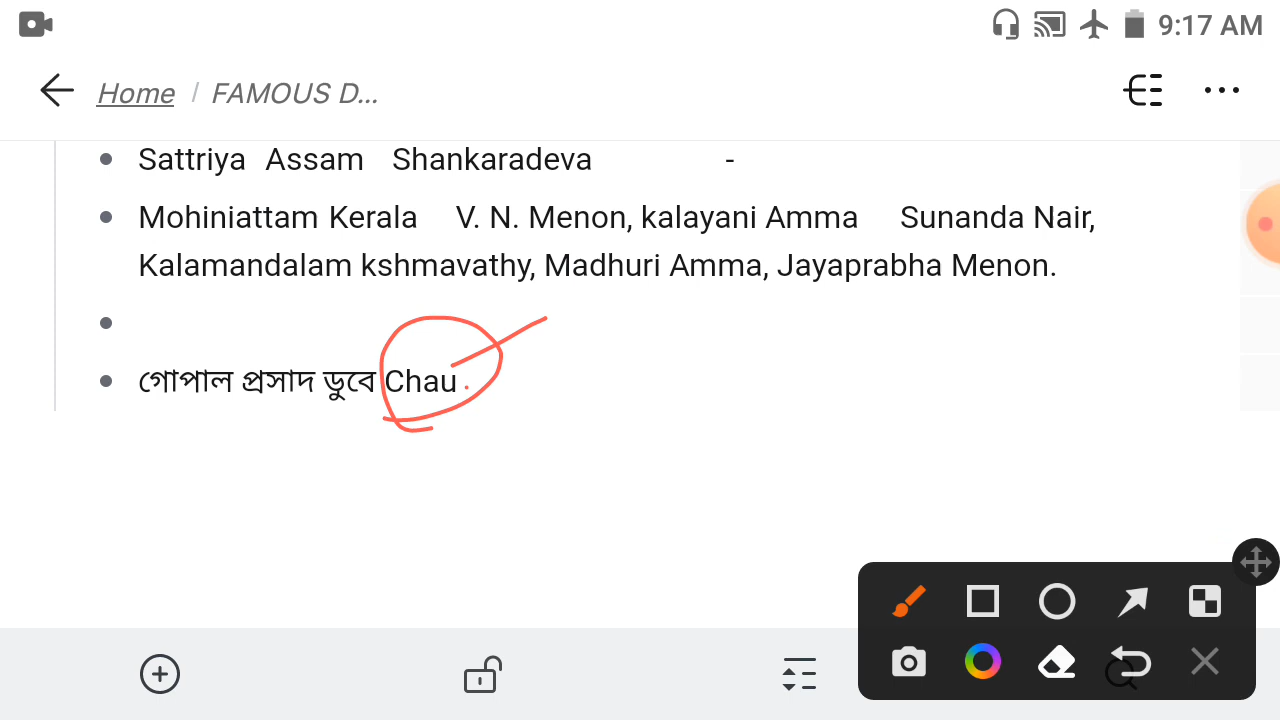 9:17 AM
Home / FAMOUS D...
Sattriya Assam Shankaradeva -
Mohiniattam Kerala V. N. Menon, kalayani Amma Sunanda Nair,
Kalamandalam kshmavathy, Madhuri Amma, Jayaprabha Menon.
গোপাল প্রসাদ ডুবে Chau